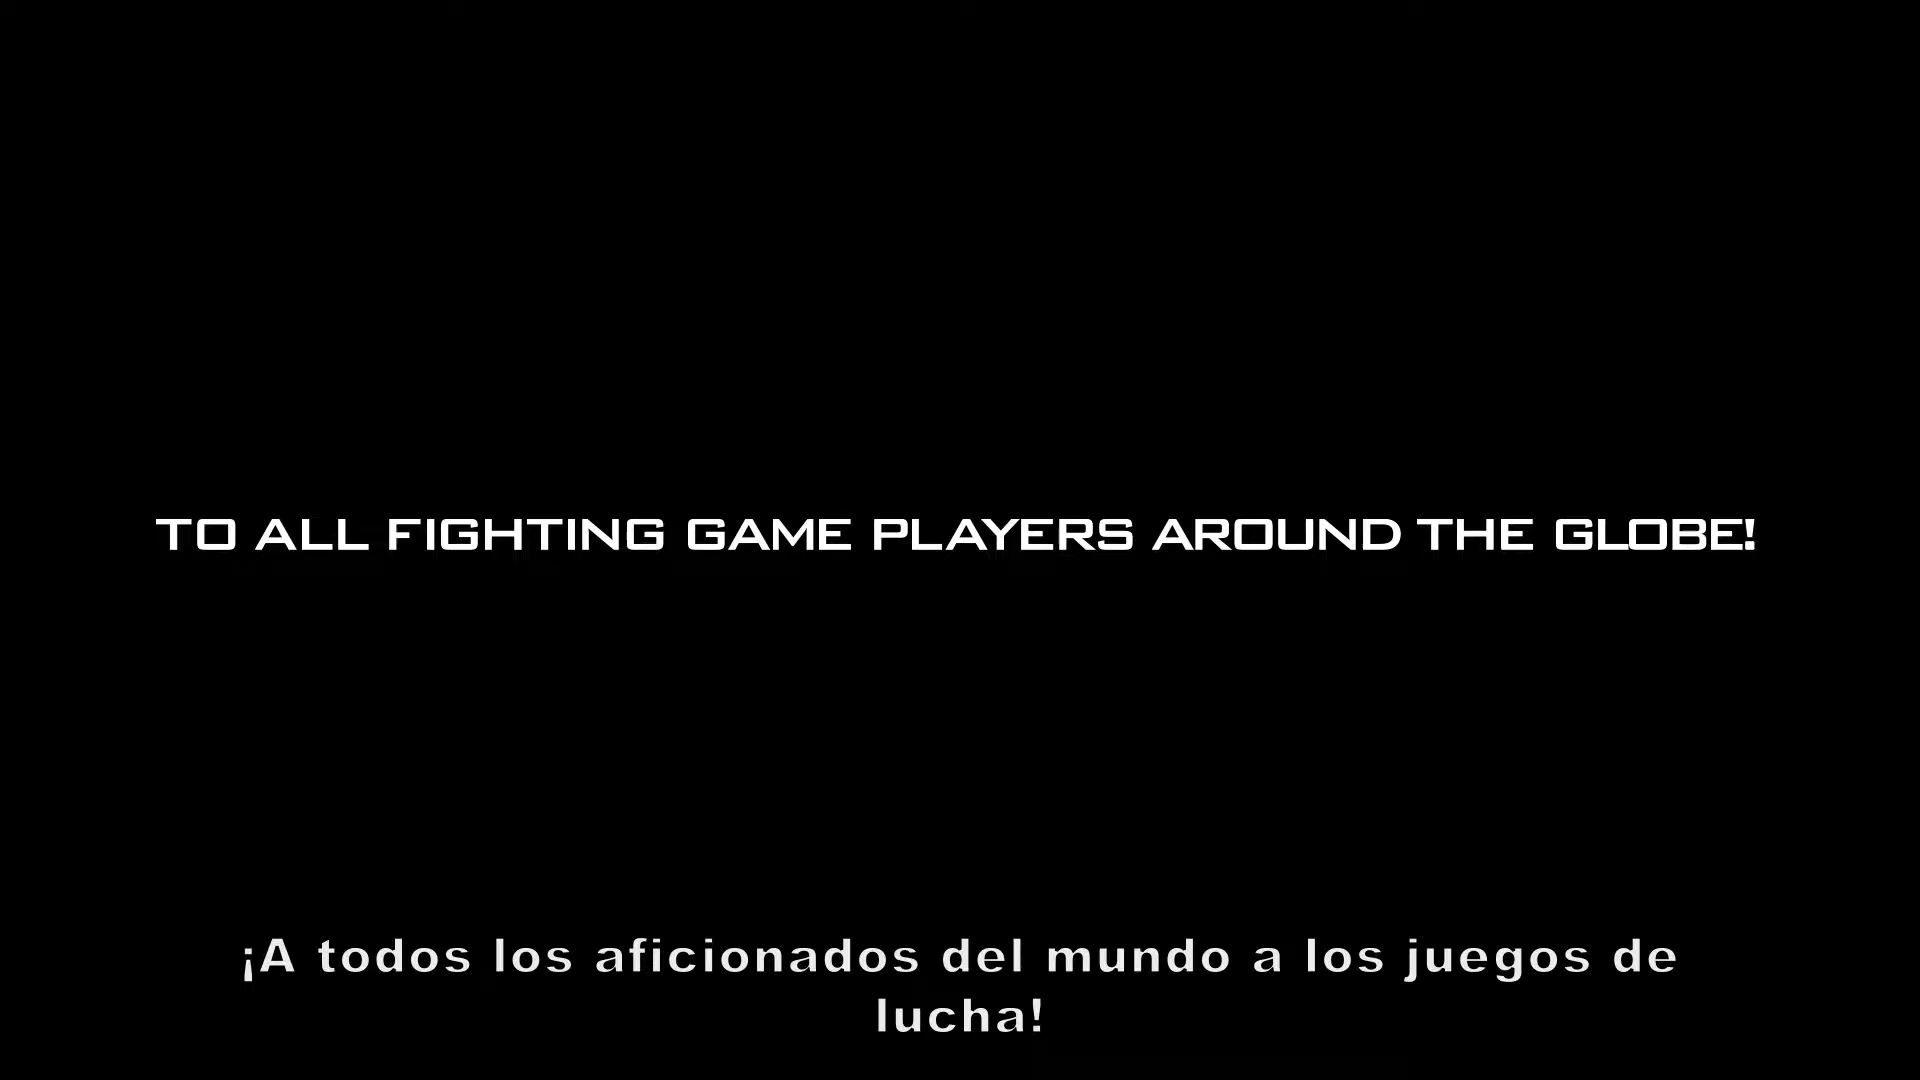 TO ALL FIGHTING GAME PLAYERS AROUND THE GLOBE!
¡A todos los aficionados del mundo a los juegos de
lucha!